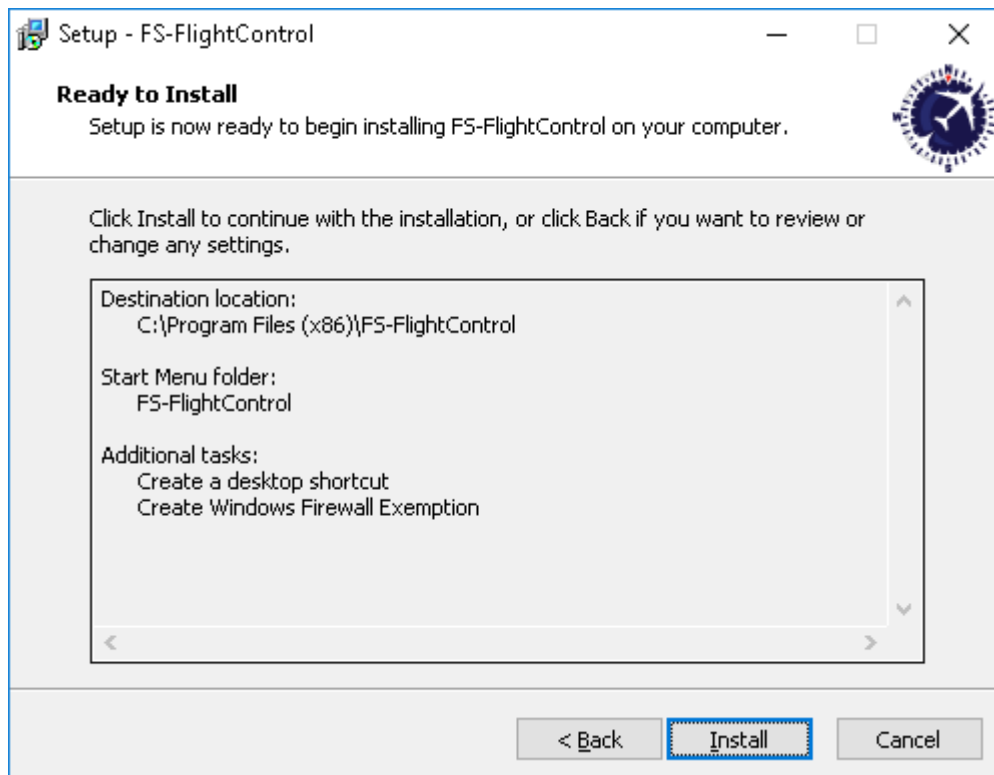 Setup - FS-FlightControl
Ready to Install
Setup is now ready to begin installing FS-FlightControl on your computer.
Click Install to continue with the installation, or click Back if you want to review or
change any settings.
Destination location:
C:\Program Files (x86)\FS-FlightControl
Start Menu folder:
FS-FlightControl
Additional tasks:
Create a desktop shortcut
Create Windows Firewall Exemption
< Back
Install
Cancel